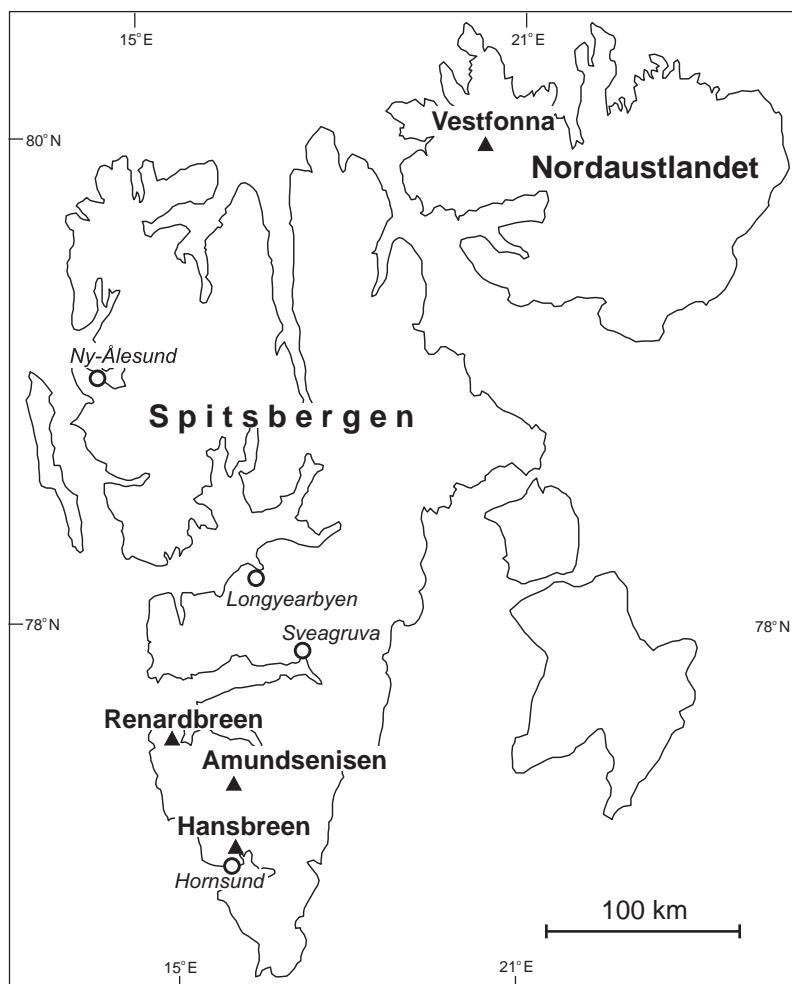 15°E 21°E
Vestfonna
80°N
Nordaustlandet
Ny-Ålesund
Spitsbergen
Longyearbyen
78°N 78°N
Sveagruva
Renardbreen
Amundsenisen
Hansbreen
Hornsund
100 km
15°E 21°E